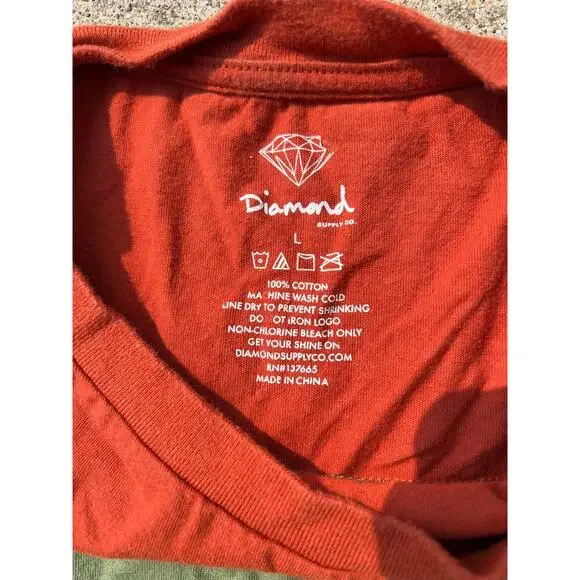 Diamond
SUPPLY CO.
L
100% COTTON
MA HINE WASH COLD
LINE DRY TO PREVENT SHRINKING
DO OT IRON LOGO
NON-CHLORINE BLEACH ONLY
GET YOUR SHINE ON
DIAMONDSUPPLYCO.COM
RN#137665
MADE IN CHINA